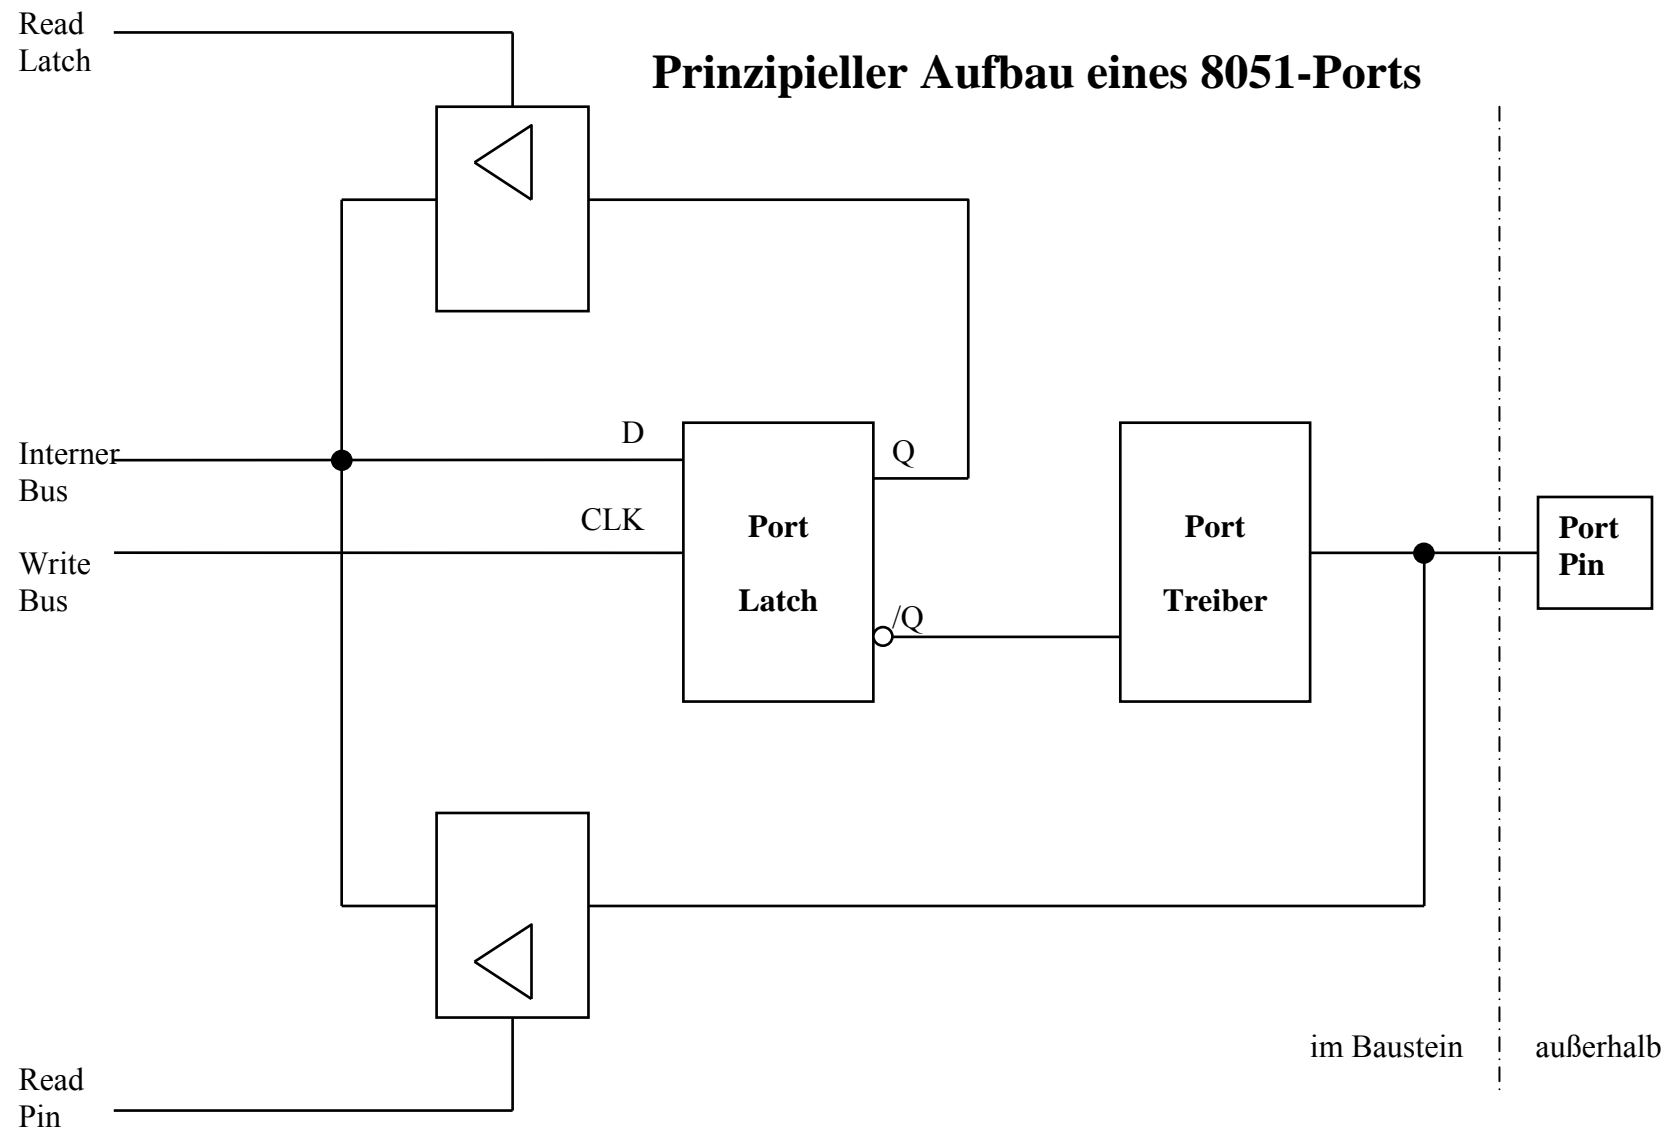 Read
Latch
Prinzipieller Aufbau eines 8051-Ports
D
Interner
Bus
Q
CLK
Port
Latch
Port
Treiber
Port
Pin
Write
Bus
/Q
im Baustein
außerhalb
Read
Pin